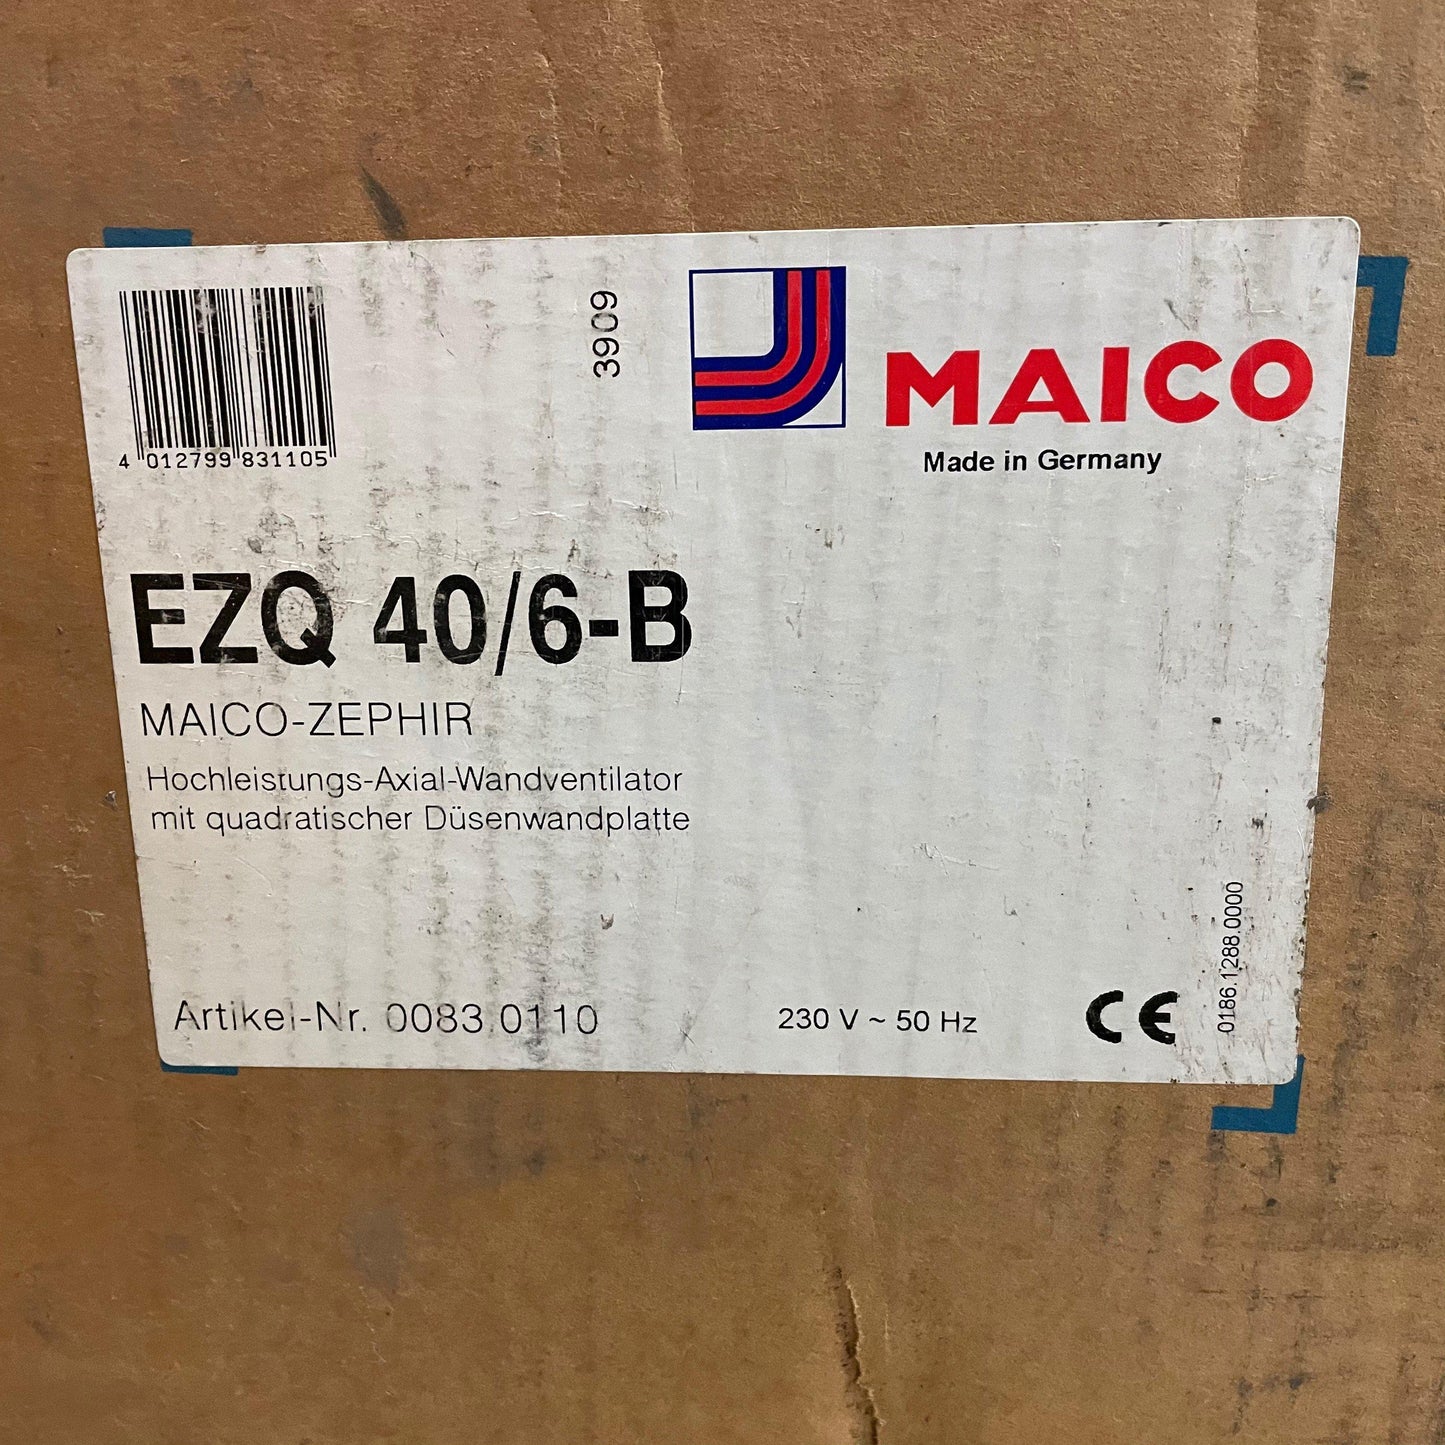 4 012799 831105
3909
MAICO
Made in Germany
EZQ 40/6-B
MAICO-ZEPHIR
Hochleistungs-Axial-Wandventilator
mit quadratischer Düsenwandplatte
Artikel-Nr. 0083.0110
230 V ~ 50 Hz
CE
0186.1288.0000